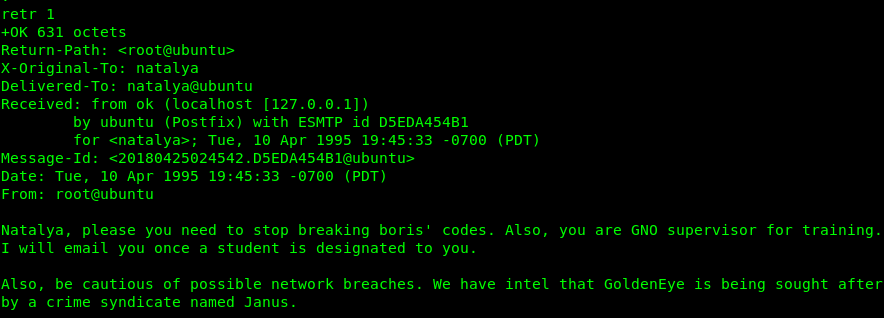 retr 1
+OK 631 octets
Return-Path: <root@ubuntu>
X-Original-To: natalya
Delivered-To: natalya@ubuntu
Received: from ok (localhost [127.0.0.1])
        by ubuntu (Postfix) with ESMTP id D5EDA454B1
        for <natalya>; Tue, 10 Apr 1995 19:45:33 -0700 (PDT)
Message-Id: <20180425024542.D5EDA454B1@ubuntu>
Date: Tue, 10 Apr 1995 19:45:33 -0700 (PDT)
From: root@ubuntu

Natalya, please you need to stop breaking boris' codes. Also, you are GNO supervisor for training.
I will email you once a student is designated to you.

Also, be cautious of possible network breaches. We have intel that GoldenEye is being sought after
by a crime syndicate named Janus.